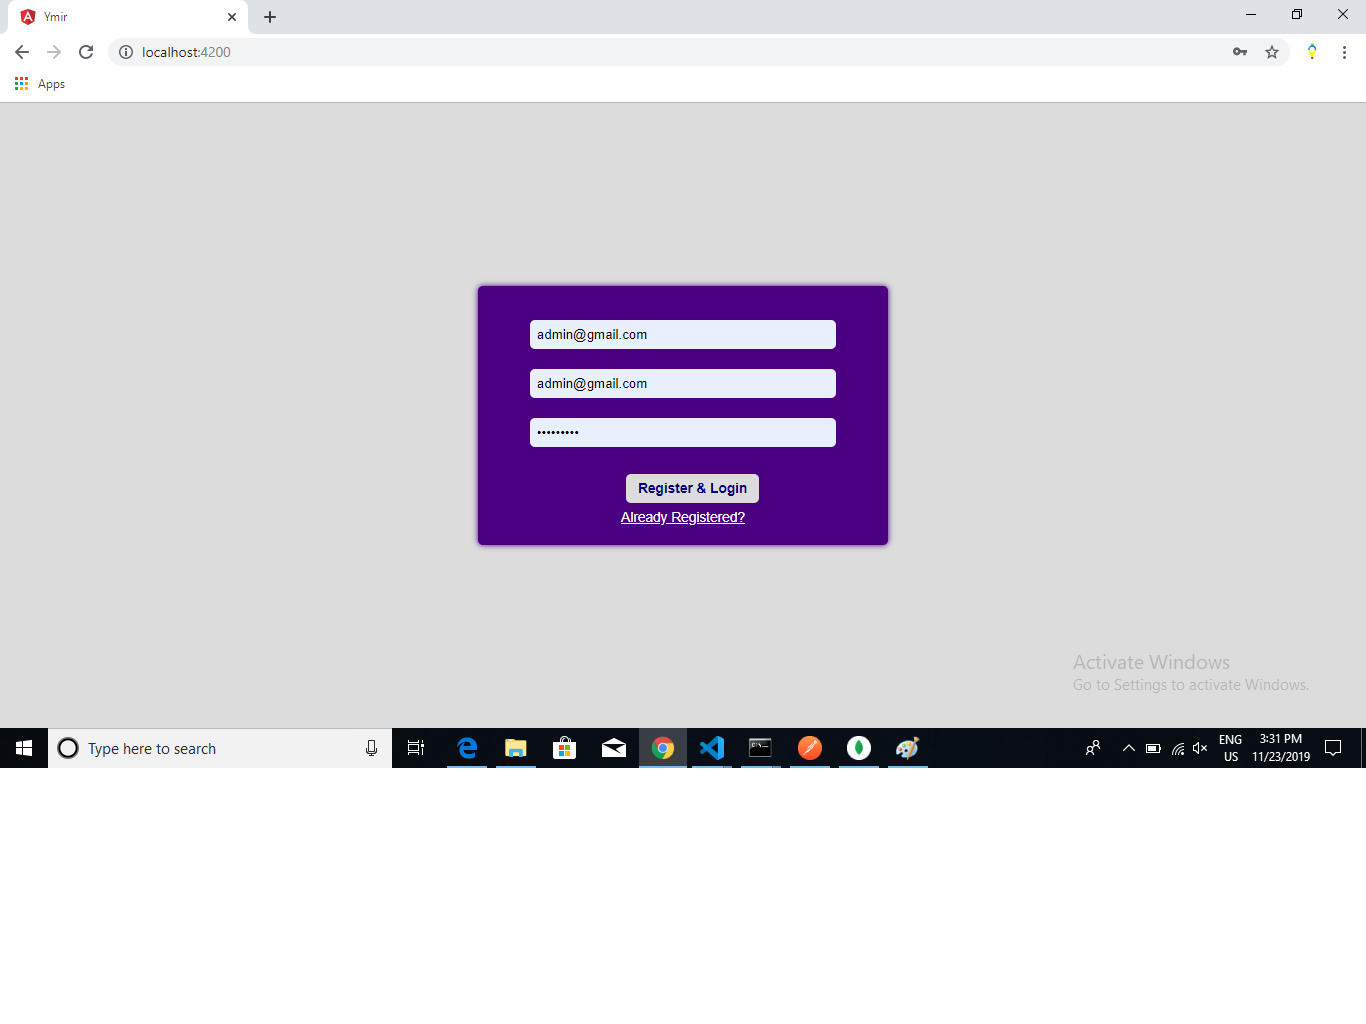 Ymir
localhost:4200
Apps
admin@gmail.com
admin@gmail.com
•••••••••
Register & Login
Already Registered?
Activate Windows
Go to Settings to activate Windows.
Type here to search
ENG
US
3:31 PM
11/23/2019